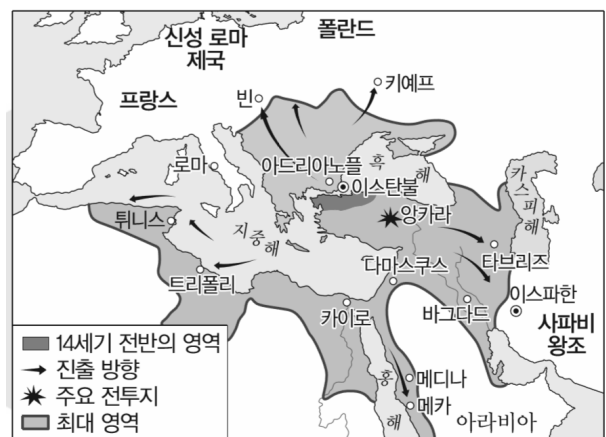 신성 로마
제국
폴란드
프랑스
빈
키예프
로마
아드리아노플
이스탄불
흑
해
카
스
피
해
튀니스
지중해
앙카라
트리폴리
다마스쿠스
타브리즈
카이로
바그다드
이스파한
사파비
왕조
메디나
메카
홍
해
아라비아
14세기 전반의 영역
진출 방향
주요 전투지
최대 영역